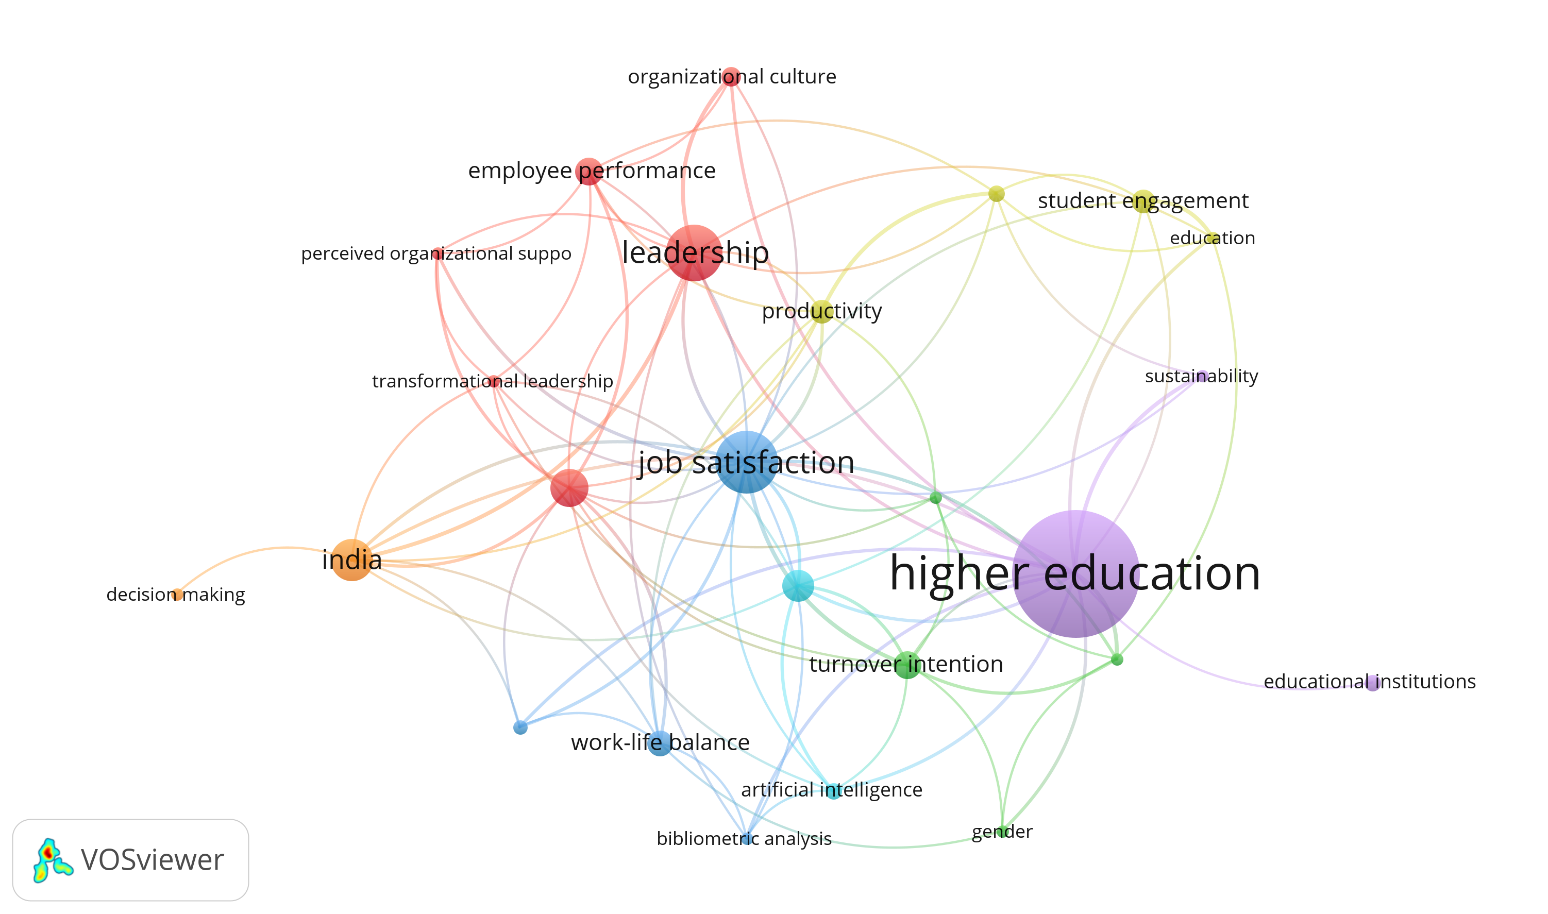 organizational culture
employee performance
student engagement
education
leadership
perceived organizational suppo
productivity
sustainability
transformational leadership
job satisfaction
india
higher education
decision making
turnover intention
educational institutions
work-life balance
artificial intelligence
gender
bibliometric analysis
VOSviewer